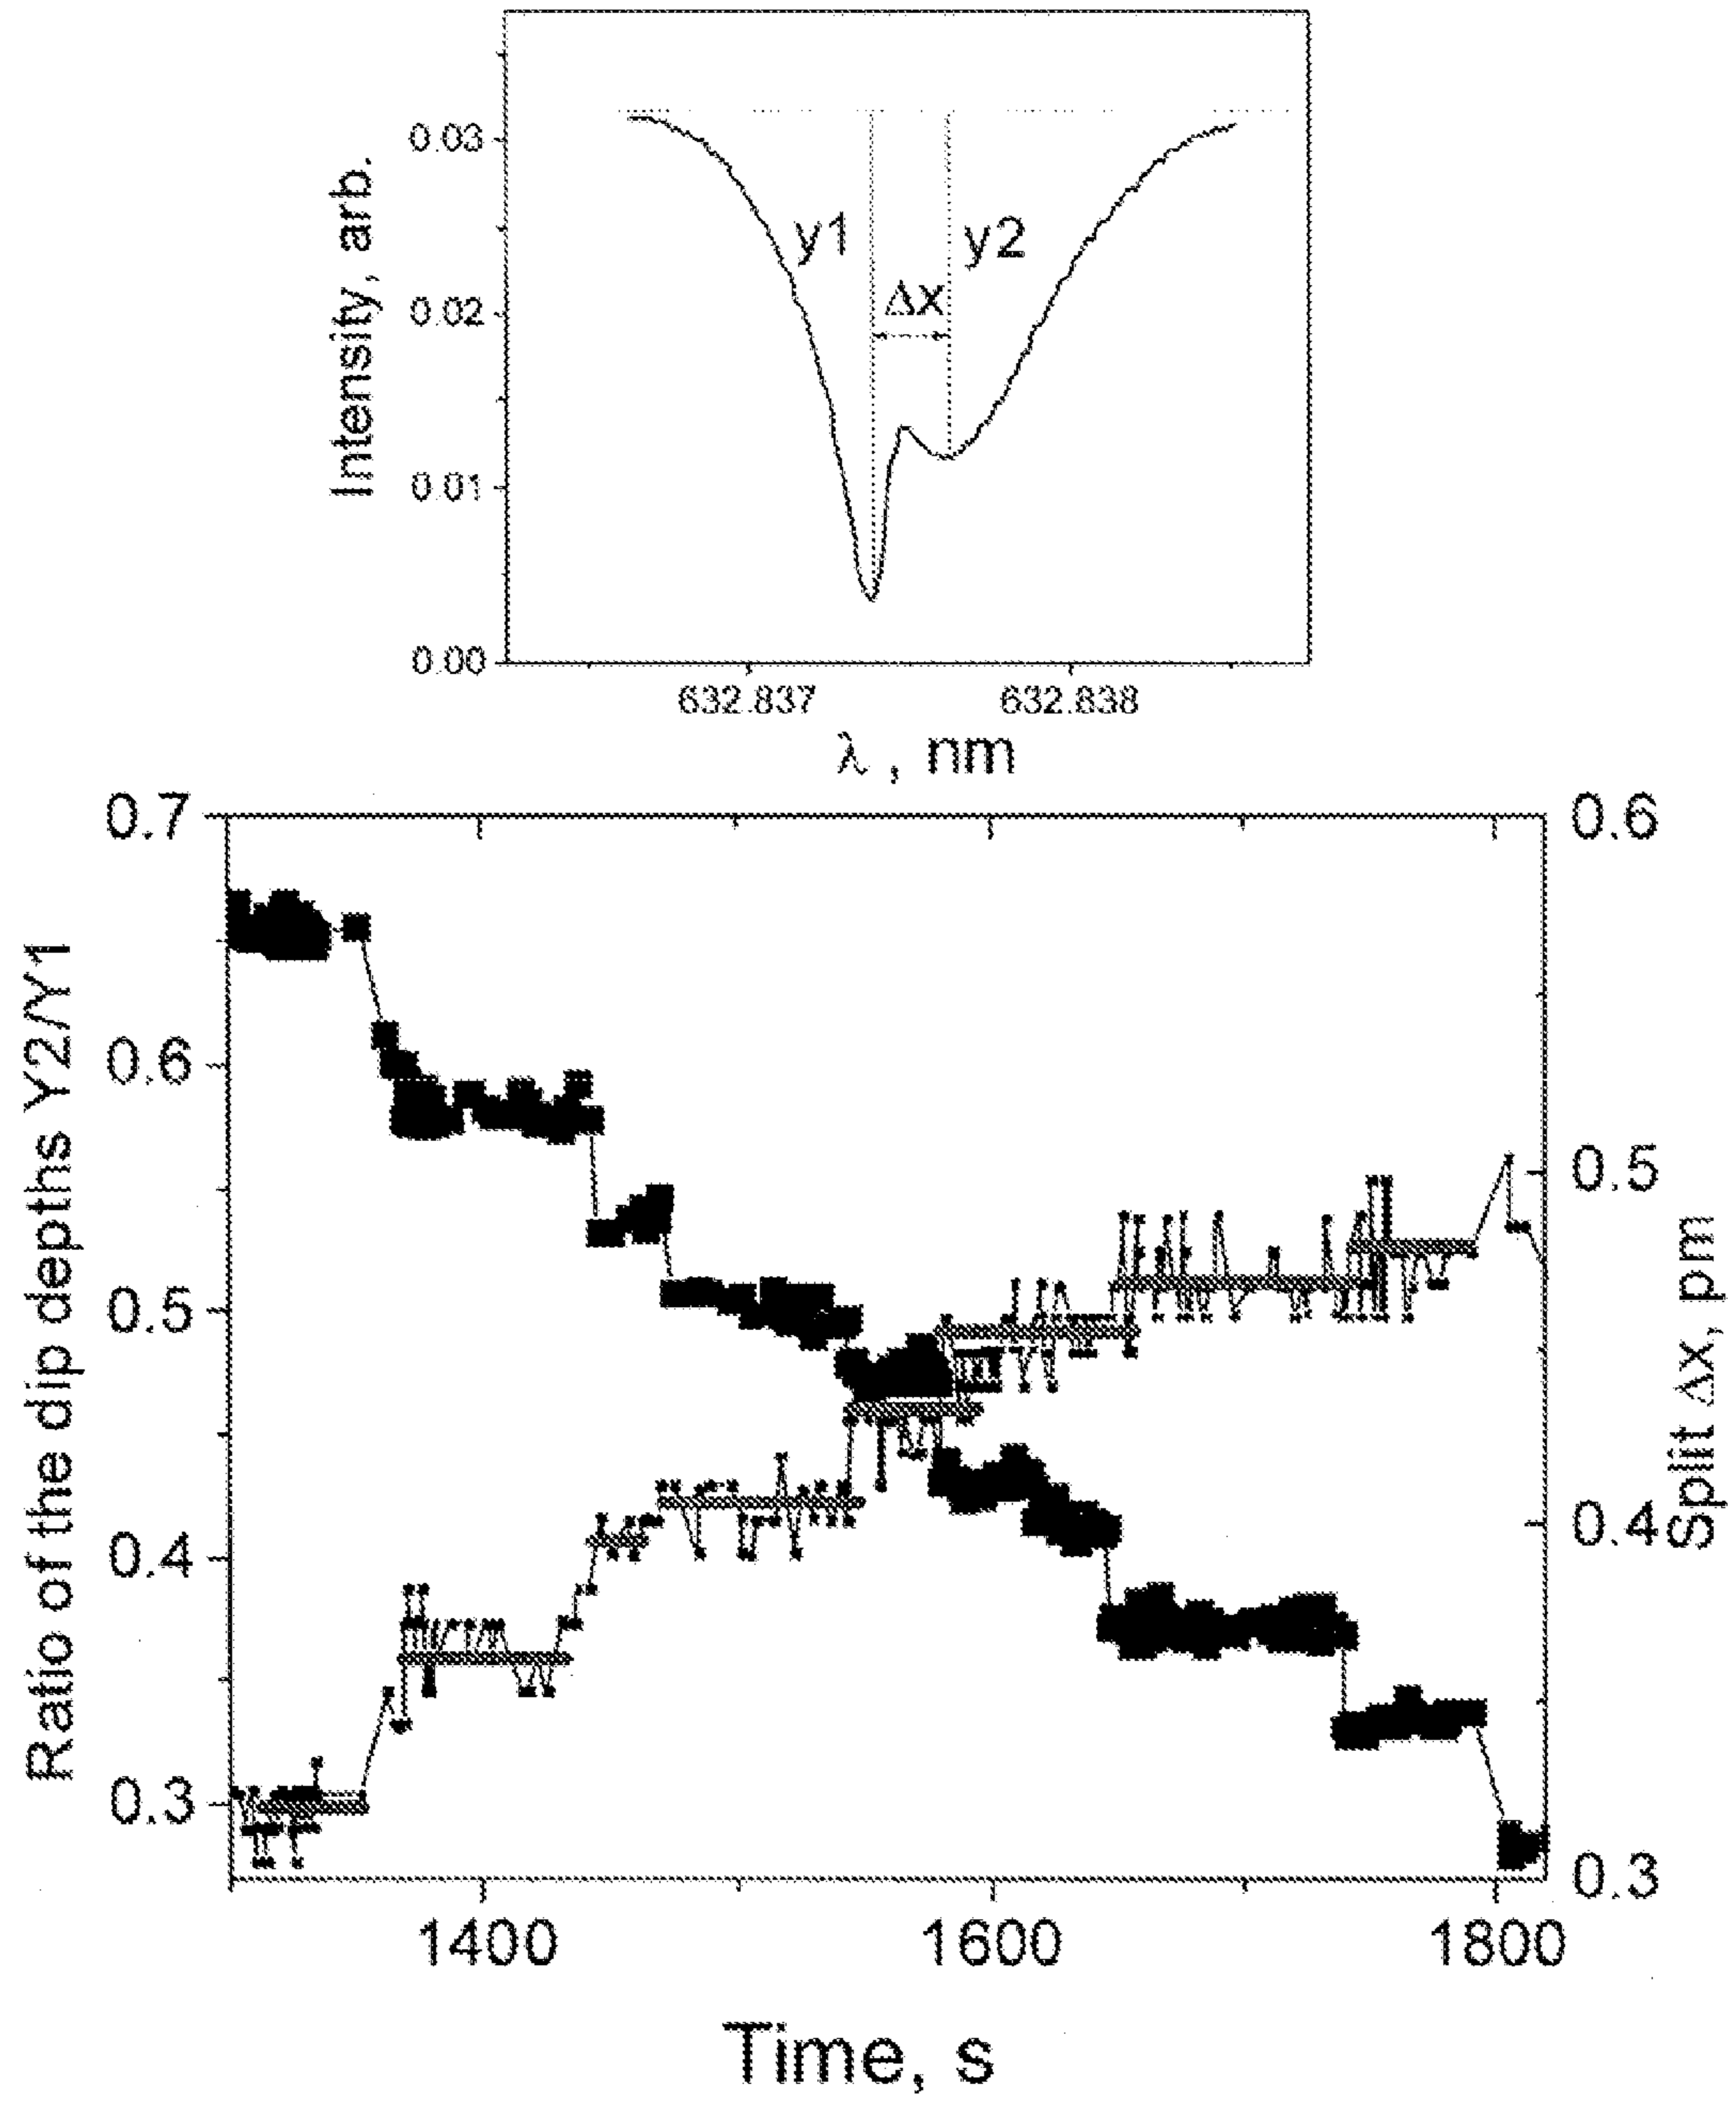 Intensity, arb.
0.03
0.02
0.01
0.00
y1
y2
Δx
632.837
632.838
λ , nm
Ratio of the dip depths Y2/Y1
0.7
0.6
0.5
0.4
0.3
0.6
0.5
0.4
0.3
Split Δx, pm
1400
1600
1800
Time, s